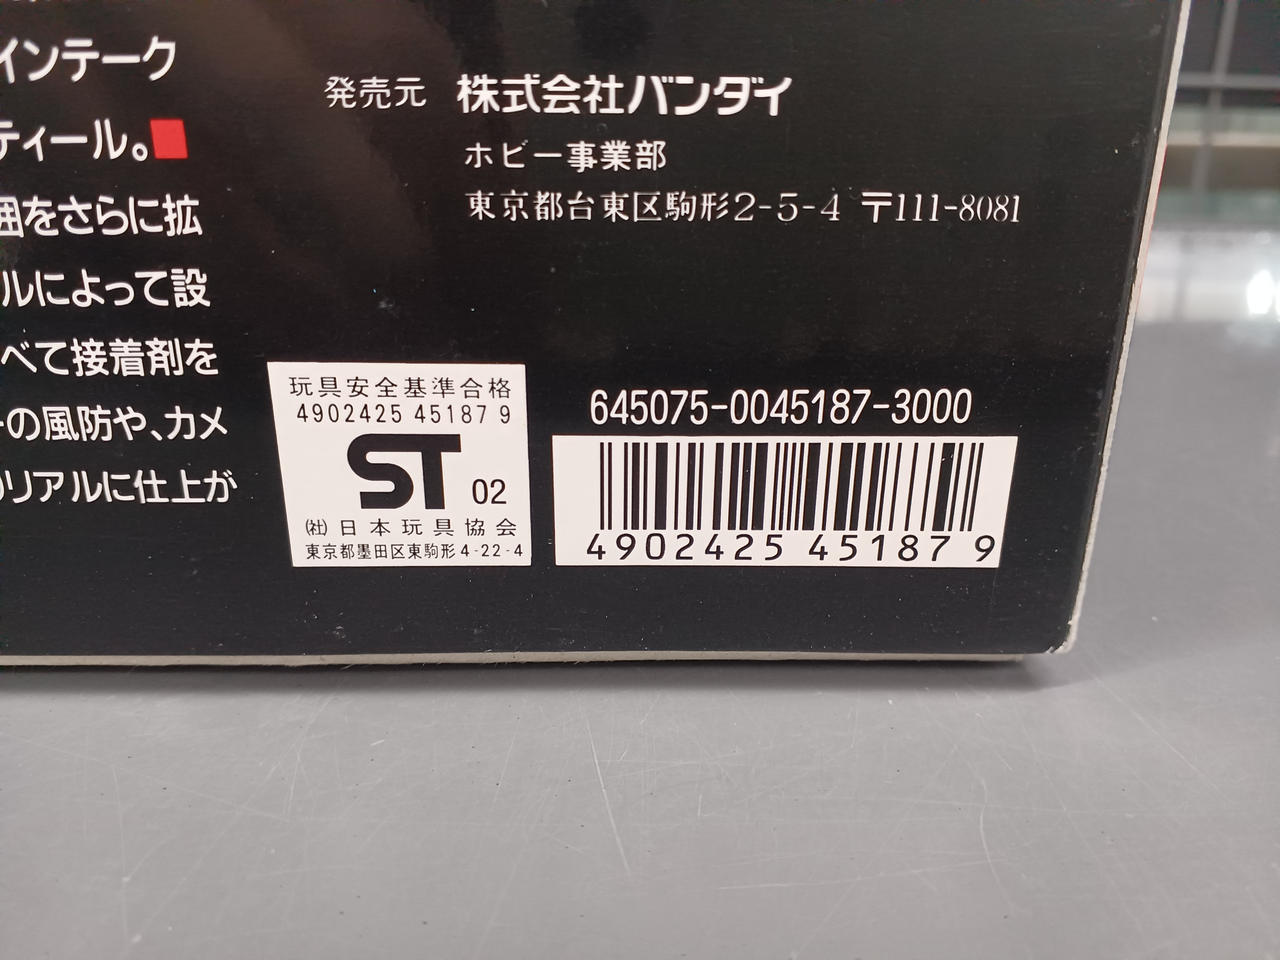 インテーク
ティール。
囲をさらに拡
ルによって設
べて接着剤を
ーの風防や、カメ
のリアルに仕上が
発売元 株式会社バンダイ
ホビー事業部
東京都台東区駒形2-5-4 〒111-8081
玩具安全基準合格
4902425 45187 9
ST 02
(社)日本玩具協会
東京都墨田区東駒形4-22-4
645075-0045187-3000
4902425 451879